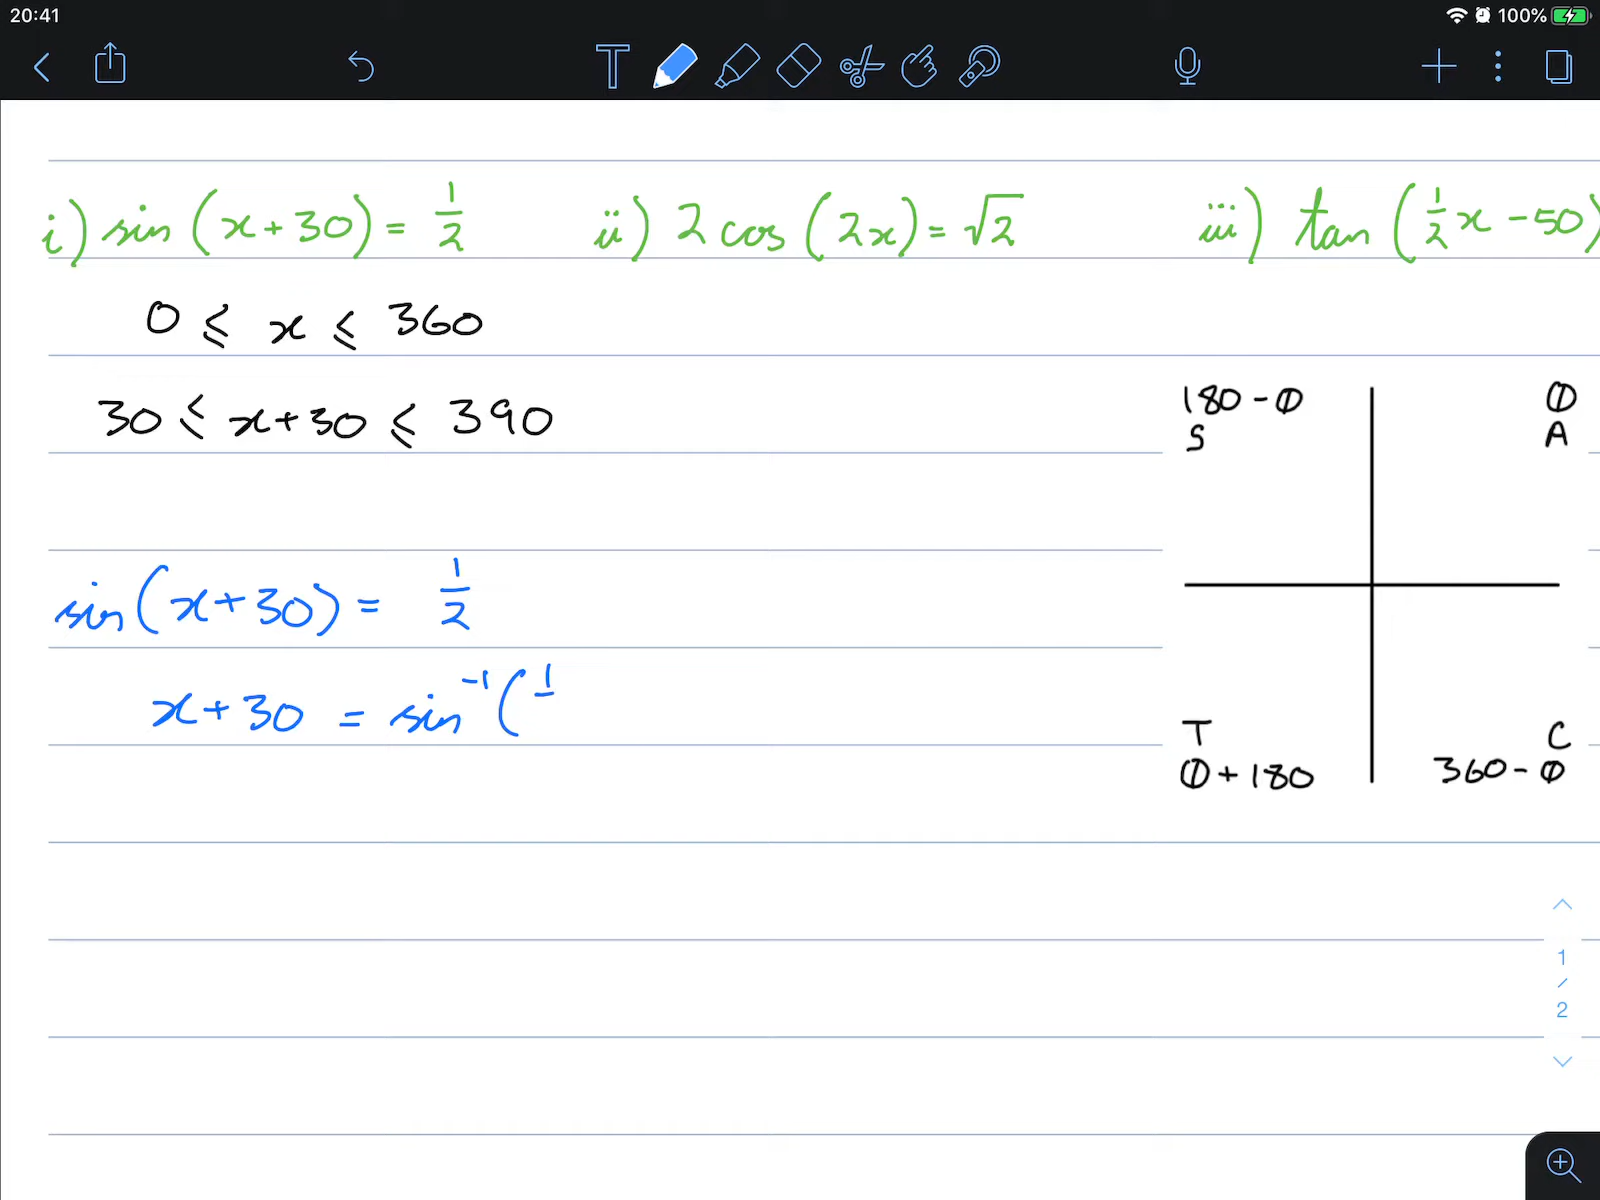 20:41 100%
T
i) sin (x+30) = 1/2 ii) 2 cos (2x) = √2 iii) tan (1/2 x - 50)
0 ⩽ x ⩽ 360
30 ⩽ x+30 ⩽ 390
180 - θ θ
S A
sin (x+30) = 1/2
x+30 = sin⁻¹ (1
T C
θ + 180 360 - θ
1
/
2